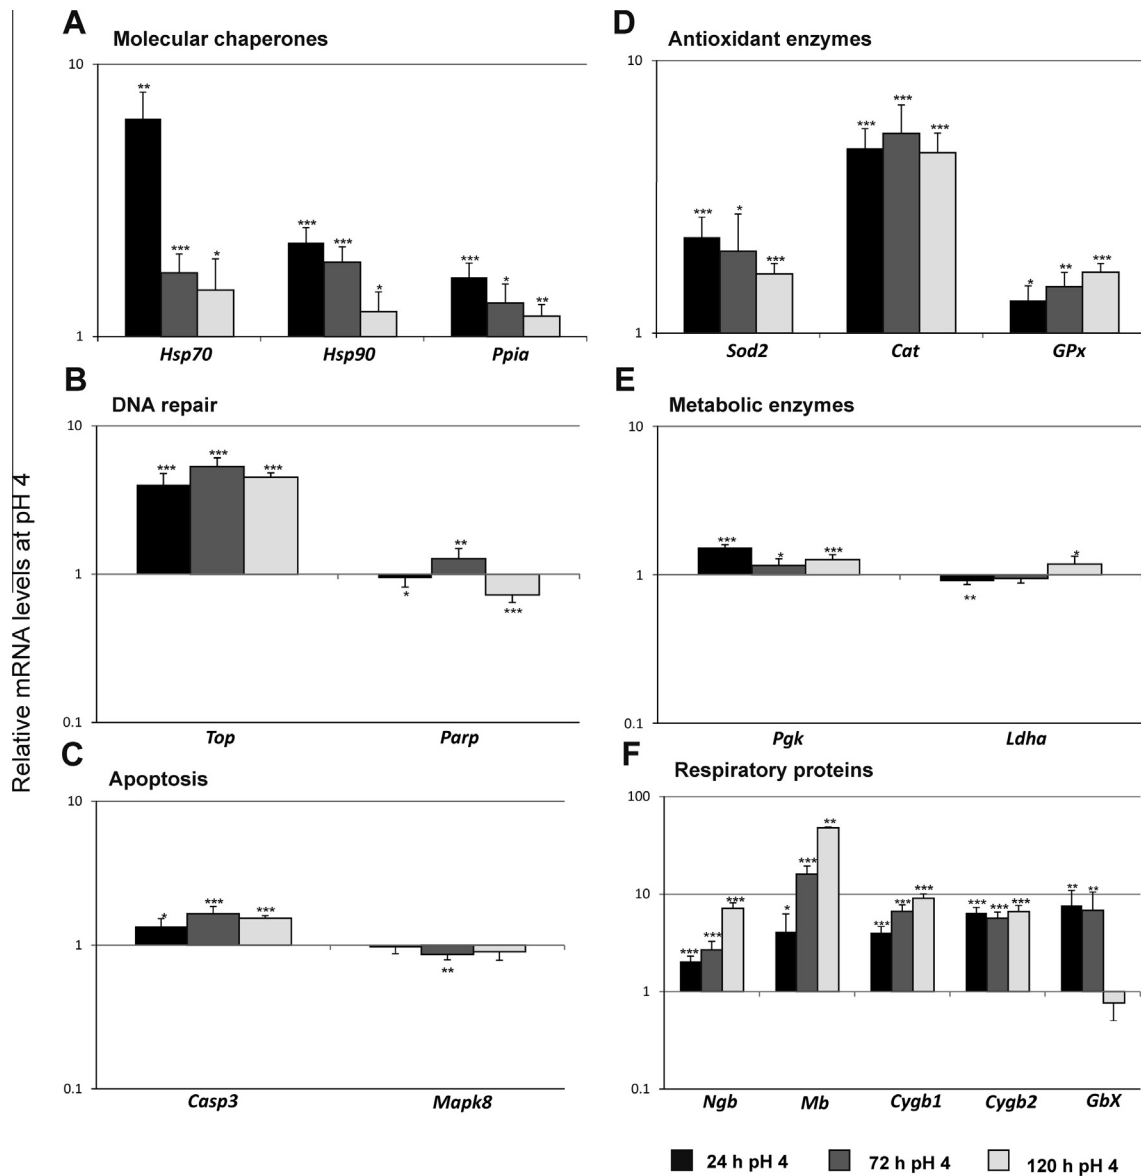 Relative mRNA levels at pH 4
A
Molecular chaperones
10
** *** * *** *** * *** * **
1
Hsp70 Hsp90 Ppia
B
DNA repair
10
*** *** *** * ** ***
1
0.1
Top Parp
C
Apoptosis
10
* *** *** **
1
0.1
Casp3 Mapk8
D
Antioxidant enzymes
10
*** * *** *** *** *** * ** ***
1
Sod2 Cat GPx
E
Metabolic enzymes
10
*** * *** ** *
1
0.1
Pgk Ldha
F
Respiratory proteins
100
10
*** *** *** * *** ** *** *** *** *** *** *** ** **
1
0.1
Ngb Mb Cygb1 Cygb2 GbX
24 h pH 4 72 h pH 4 120 h pH 4